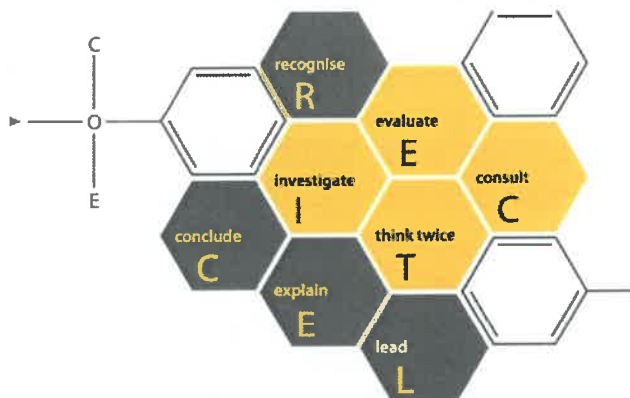 C
O
E
recognise
R
evaluate
E
investigate
I
consult
C
conclude
C
think twice
T
explain
E
lead
L